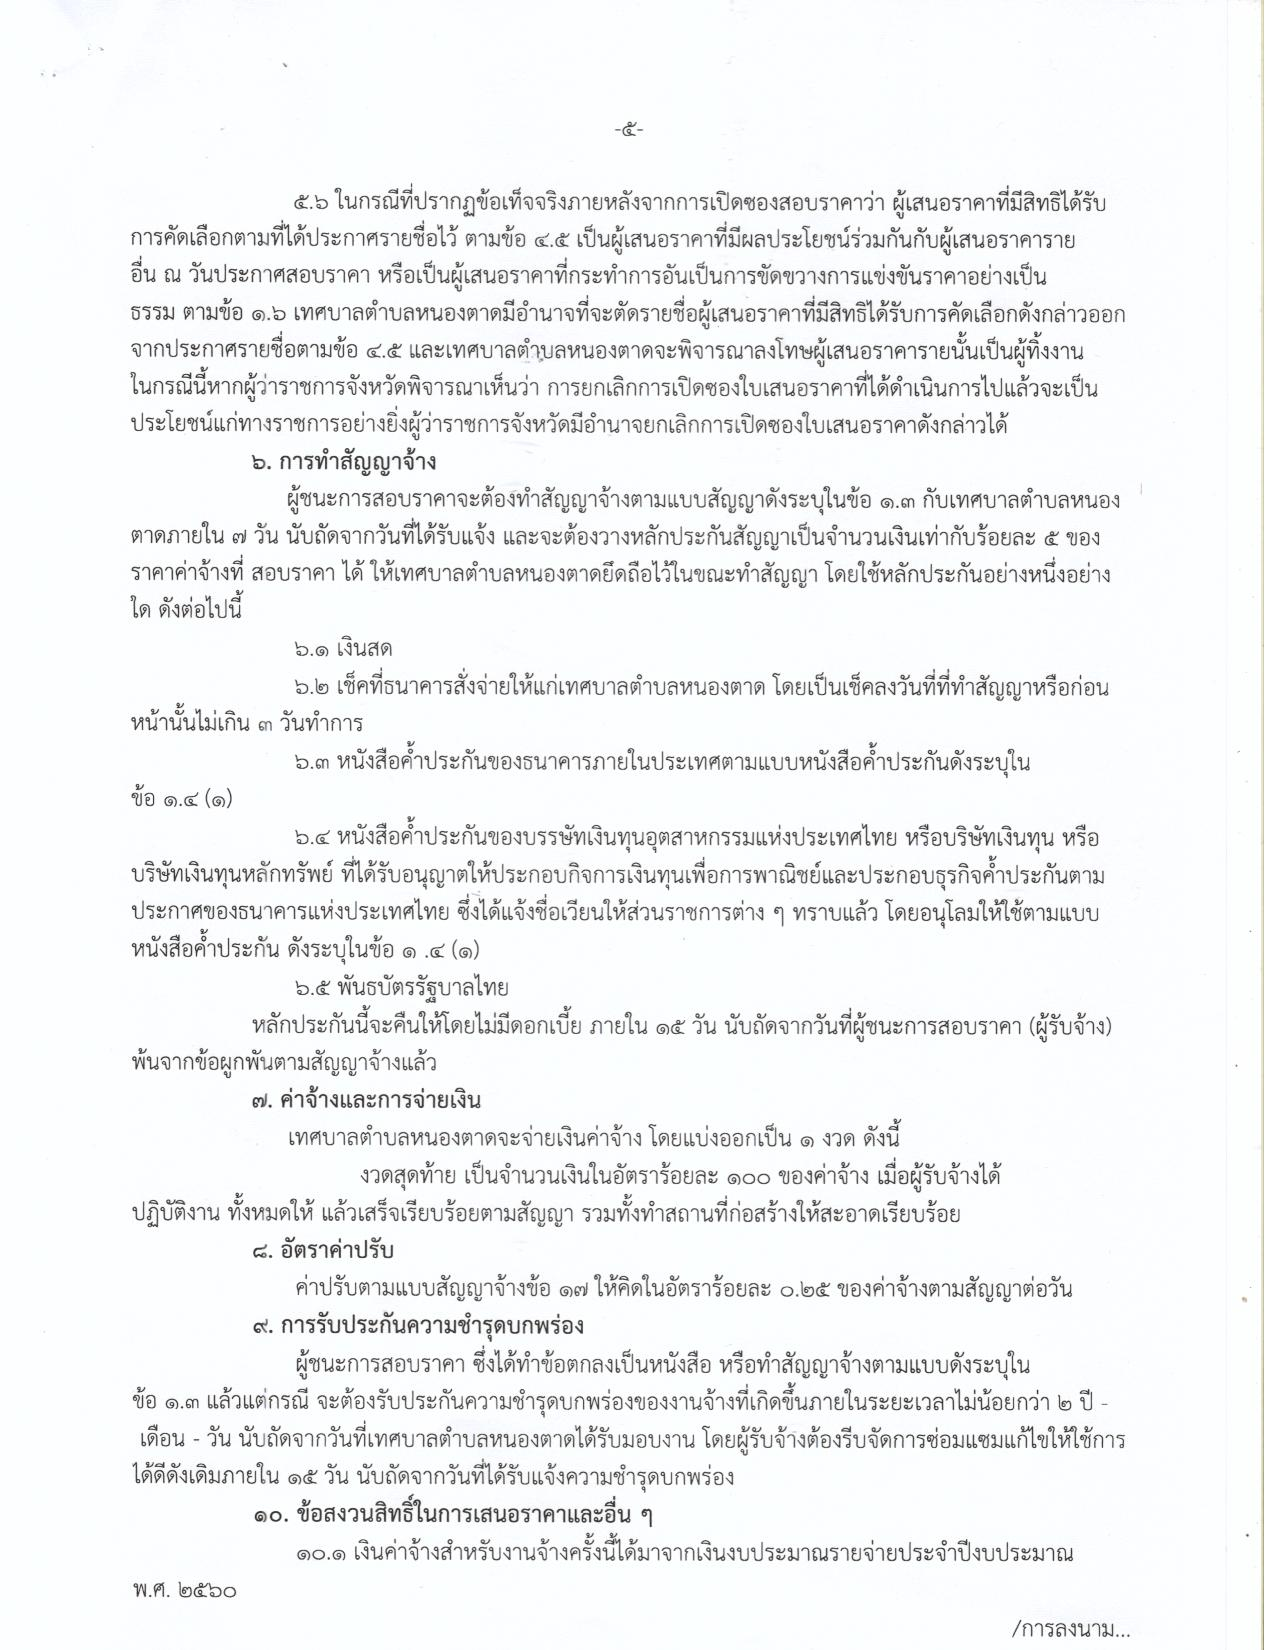 -๕-
๕.๖ ในกรณีที่ปรากฏข้อเท็จจริงภายหลังจากการเปิดซองสอบราคาว่า ผู้เสนอราคาที่มีสิทธิได้รับ
การคัดเลือกตามที่ได้ประกาศรายชื่อไว้ ตามข้อ ๔.๕ เป็นผู้เสนอราคาที่มีผลประโยชน์ร่วมกันกับผู้เสนอราคาราย
อื่น ณ วันประกาศสอบราคา หรือเป็นผู้เสนอราคาที่กระทำการอันเป็นการขัดขวางการแข่งขันราคาอย่างเป็น
ธรรม ตามข้อ ๑.๖ เทศบาลตำบลหนองตาดมีอำนาจที่จะตัดรายชื่อผู้เสนอราคาที่มีสิทธิได้รับการคัดเลือกดังกล่าวออก
จากประกาศรายชื่อตามข้อ ๔.๕ และเทศบาลตำบลหนองตาดจะพิจารณาลงโทษผู้เสนอราคารายนั้นเป็นผู้ทิ้งงาน
ในกรณีนี้หากผู้ว่าราชการจังหวัดพิจารณาเห็นว่า การยกเลิกการเปิดซองใบเสนอราคาที่ได้ดำเนินการไปแล้วจะเป็น
ประโยชน์แก่ทางราชการอย่างยิ่งผู้ว่าราชการจังหวัดมีอำนาจยกเลิกการเปิดซองใบเสนอราคาดังกล่าวได้
๖. การทำสัญญาจ้าง
ผู้ชนะการสอบราคาจะต้องทำสัญญาจ้างตามแบบสัญญาดังระบุในข้อ ๑.๓ กับเทศบาลตำบลหนอง
ตาดภายใน ๗ วัน นับถัดจากวันที่ได้รับแจ้ง และจะต้องวางหลักประกันสัญญาเป็นจำนวนเงินเท่ากับร้อยละ ๕ ของ
ราคาค่าจ้างที่ สอบราคา ได้ ให้เทศบาลตำบลหนองตาดยึดถือไว้ในขณะทำสัญญา โดยใช้หลักประกันอย่างหนึ่งอย่าง
ใด ดังต่อไปนี้
๖.๑ เงินสด
๖.๒ เช็คที่ธนาคารสั่งจ่ายให้แก่เทศบาลตำบลหนองตาด โดยเป็นเช็คลงวันที่ที่ทำสัญญาหรือก่อน
หน้านั้นไม่เกิน ๓ วันทำการ
๖.๓ หนังสือค้ำประกันของธนาคารภายในประเทศตามแบบหนังสือค้ำประกันดังระบุใน
ข้อ ๑.๔ (๑)
๖.๔ หนังสือค้ำประกันของบรรษัทเงินทุนอุตสาหกรรมแห่งประเทศไทย หรือบริษัทเงินทุน หรือ
บริษัทเงินทุนหลักทรัพย์ ที่ได้รับอนุญาตให้ประกอบกิจการเงินทุนเพื่อการพาณิชย์และประกอบธุรกิจค้ำประกันตาม
ประกาศของธนาคารแห่งประเทศไทย ซึ่งได้แจ้งชื่อเวียนให้ส่วนราชการต่าง ๆ ทราบแล้ว โดยอนุโลมให้ใช้ตามแบบ
หนังสือค้ำประกัน ดังระบุในข้อ ๑ .๔ (๑)
๖.๕ พันธบัตรรัฐบาลไทย
หลักประกันนี้จะคืนให้โดยไม่มีดอกเบี้ย ภายใน ๑๕ วัน นับถัดจากวันที่ผู้ชนะการสอบราคา (ผู้รับจ้าง)
พ้นจากข้อผูกพันตามสัญญาจ้างแล้ว
๗. ค่าจ้างและการจ่ายเงิน
เทศบาลตำบลหนองตาดจะจ่ายเงินค่าจ้าง โดยแบ่งออกเป็น ๑ งวด ดังนี้
งวดสุดท้าย เป็นจำนวนเงินในอัตราร้อยละ ๑๐๐ ของค่าจ้าง เมื่อผู้รับจ้างได้
ปฏิบัติงาน ทั้งหมดให้ แล้วเสร็จเรียบร้อยตามสัญญา รวมทั้งทำสถานที่ก่อสร้างให้สะอาดเรียบร้อย
๘. อัตราค่าปรับ
ค่าปรับตามแบบสัญญาจ้างข้อ ๑๗ ให้คิดในอัตราร้อยละ ๐.๒๕ ของค่าจ้างตามสัญญาต่อวัน
๙. การรับประกันความชำรุดบกพร่อง
ผู้ชนะการสอบราคา ซึ่งได้ทำข้อตกลงเป็นหนังสือ หรือทำสัญญาจ้างตามแบบดังระบุใน
ข้อ ๑.๓ แล้วแต่กรณี จะต้องรับประกันความชำรุดบกพร่องของงานจ้างที่เกิดขึ้นภายในระยะเวลาไม่น้อยกว่า ๒ ปี -
เดือน - วัน นับถัดจากวันที่เทศบาลตำบลหนองตาดได้รับมอบงาน โดยผู้รับจ้างต้องรีบจัดการซ่อมแซมแก้ไขให้ใช้การ
ได้ดีดังเดิมภายใน ๑๕ วัน นับถัดจากวันที่ได้รับแจ้งความชำรุดบกพร่อง
๑๐. ข้อสงวนสิทธิ์ในการเสนอราคาและอื่น ๆ
๑๐.๑ เงินค่าจ้างสำหรับงานจ้างครั้งนี้ได้มาจากเงินงบประมาณรายจ่ายประจำปีงบประมาณ
พ.ศ. ๒๕๖๐
/การลงนาม...